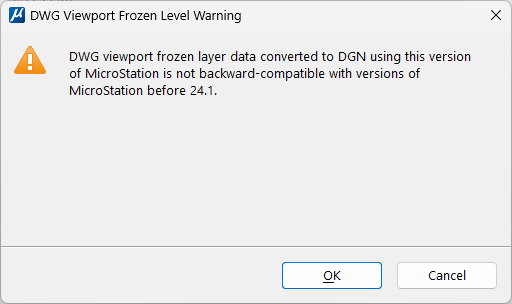 DWG Viewport Frozen Level Warning
DWG viewport frozen layer data converted to DGN using this version
of MicroStation is not backward-compatible with versions of
MicroStation before 24.1.
OK
Cancel